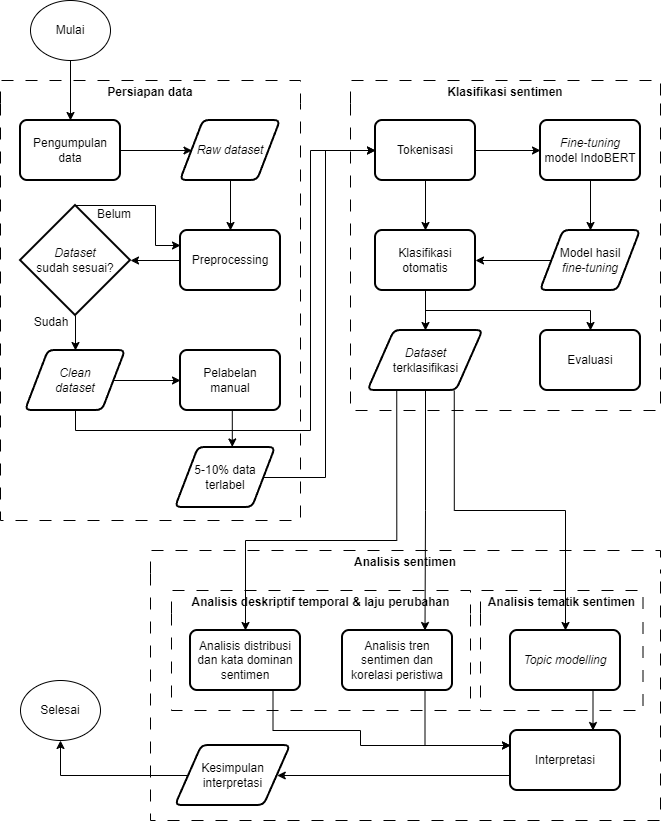 Mulai
Persiapan data
Pengumpulan
data
Raw dataset
Belum
Dataset
sudah sesuai?
Preprocessing
Sudah
Clean
dataset
Pelabelan
manual
5-10% data
terlabel
Klasifikasi sentimen
Tokenisasi
Fine-tuning
model IndoBERT
Klasifikasi
otomatis
Model hasil
fine-tuning
Dataset
terklasifikasi
Evaluasi
Analisis sentimen
Analisis deskriptif temporal & laju perubahan
Analisis distribusi
dan kata dominan
sentimen
Analisis tren
sentimen dan
korelasi peristiwa
Analisis tematik sentimen
Topic modelling
Interpretasi
Kesimpulan
interpretasi
Selesai